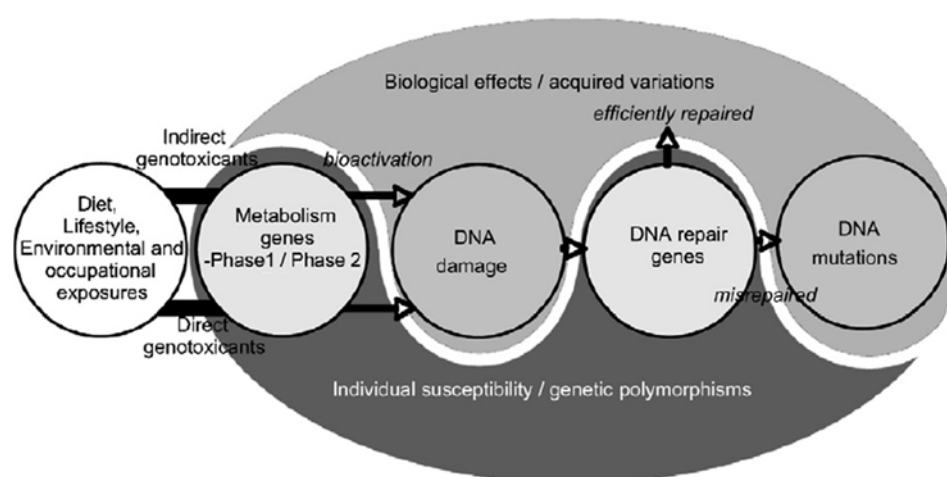 Biological effects / acquired variations
efficiently repaired
Indirect
genotoxicants
bioactivation
Diet,
Lifestyle,
Environmental and
occupational
exposures
Metabolism
genes
-Phase1 / Phase 2
DNA
damage
DNA repair
genes
DNA
mutations
misrepaired
Direct
genotoxicants
Individual susceptibility / genetic polymorphisms